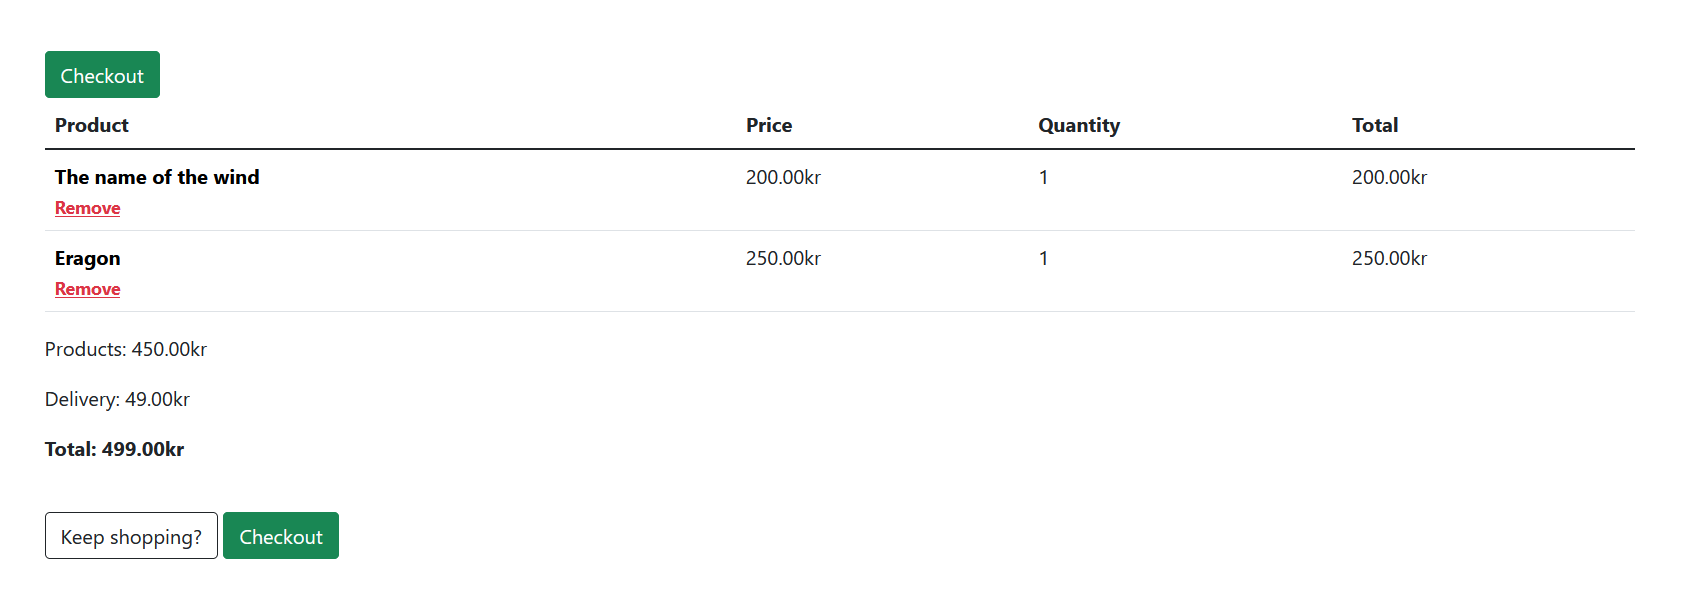 Checkout
Product Price Quantity Total
The name of the wind 200.00kr 1 200.00kr
Remove
Eragon 250.00kr 1 250.00kr
Remove
Products: 450.00kr
Delivery: 49.00kr
Total: 499.00kr
Keep shopping? Checkout